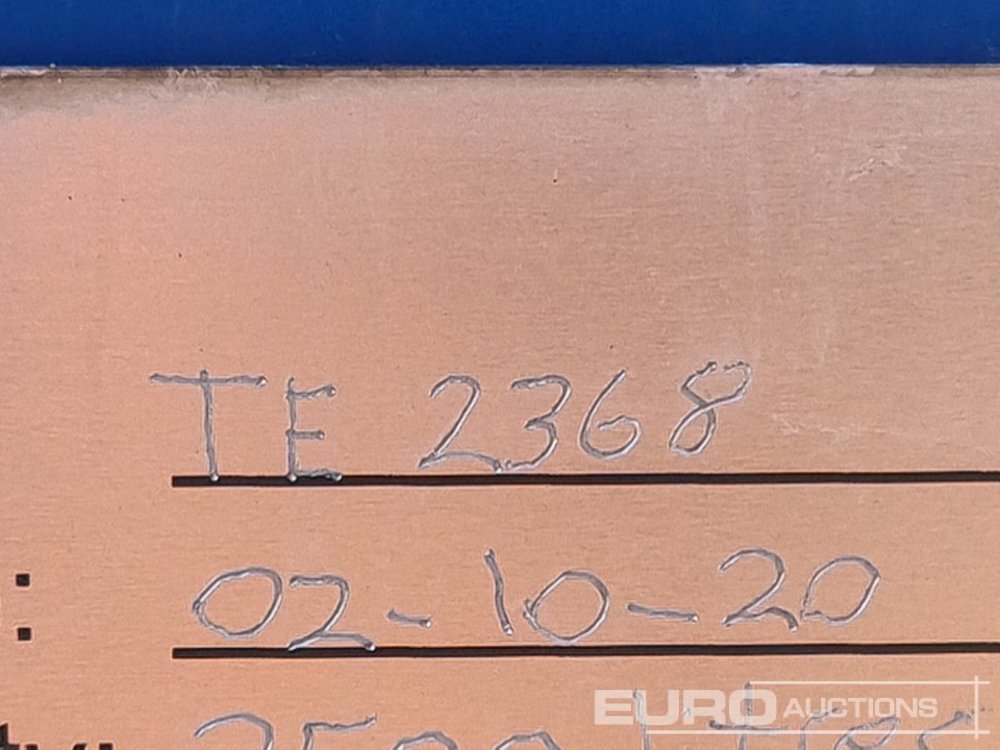 TE 2368
:
02-10-20
EURO AUCTIONS